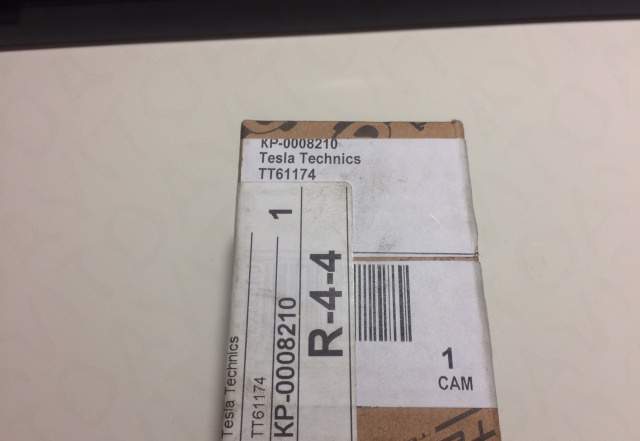 KP-0008210
Tesla Technics
TT61174
1
CAM
Tesla Technics
TT61174
KP-0008210
1
R-4-4